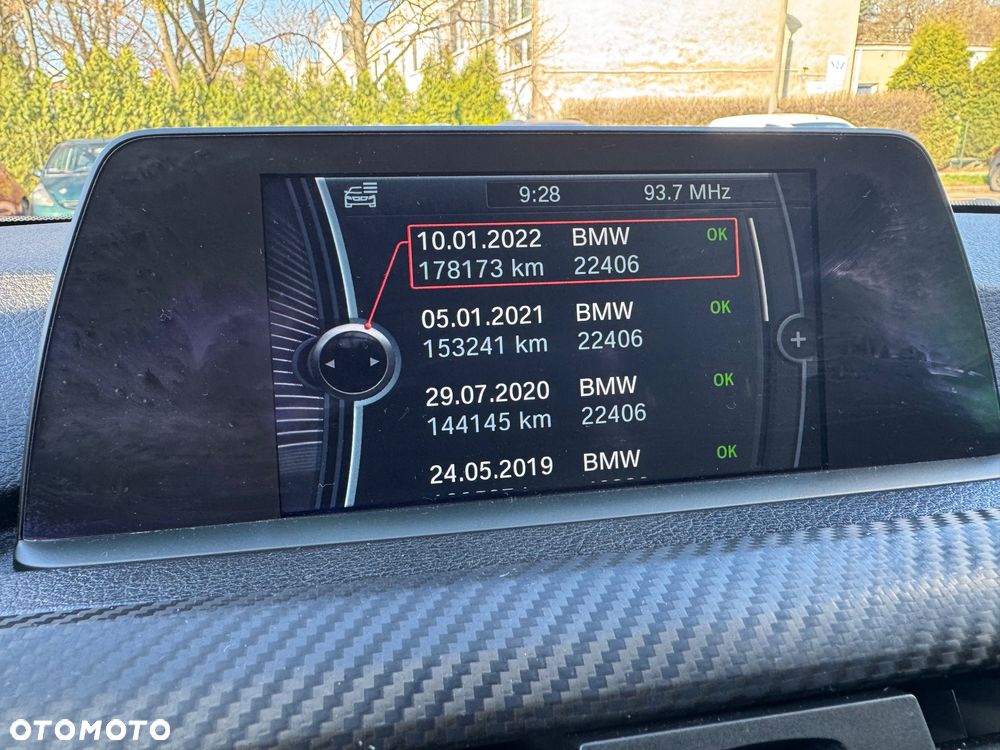 9:28 93.7 MHz
10.01.2022 BMW OK
178173 km 22406
05.01.2021 BMW OK
153241 km 22406
29.07.2020 BMW OK
144145 km 22406
24.05.2019 BMW OK
+
OTOMOTO